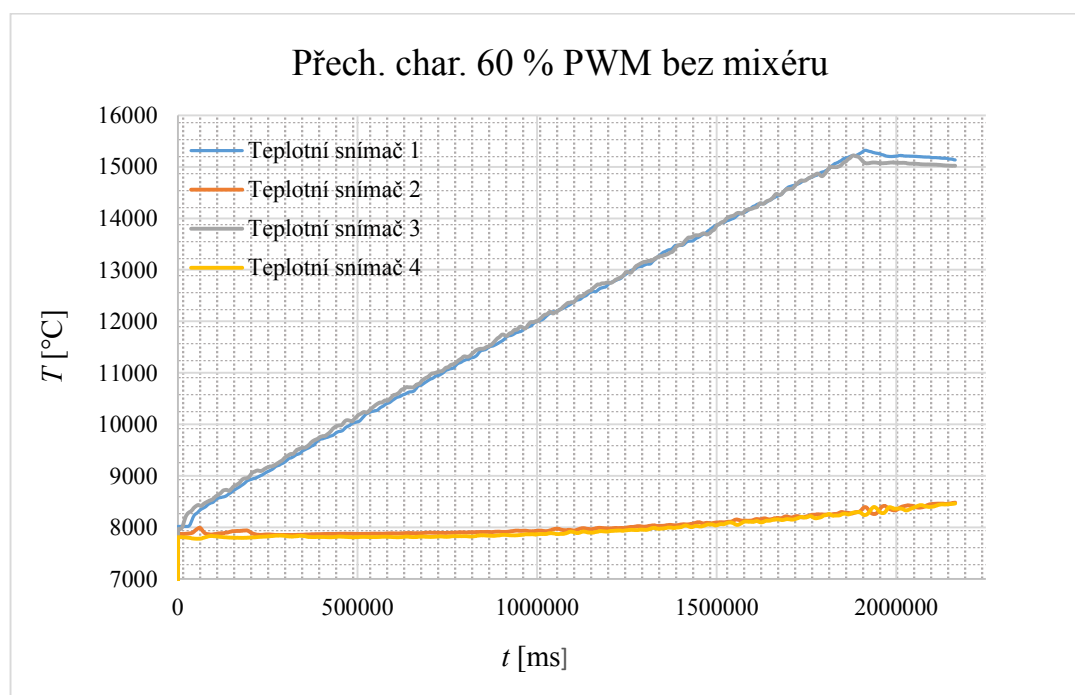 Přech. char. 60 % PWM bez mixéru
16000
15000
14000
13000
12000
11000
10000
9000
8000
7000
T [°C]
Teplotní snímač 1
Teplotní snímač 2
Teplotní snímač 3
Teplotní snímač 4
0 500000 1000000 1500000 2000000
t [ms]